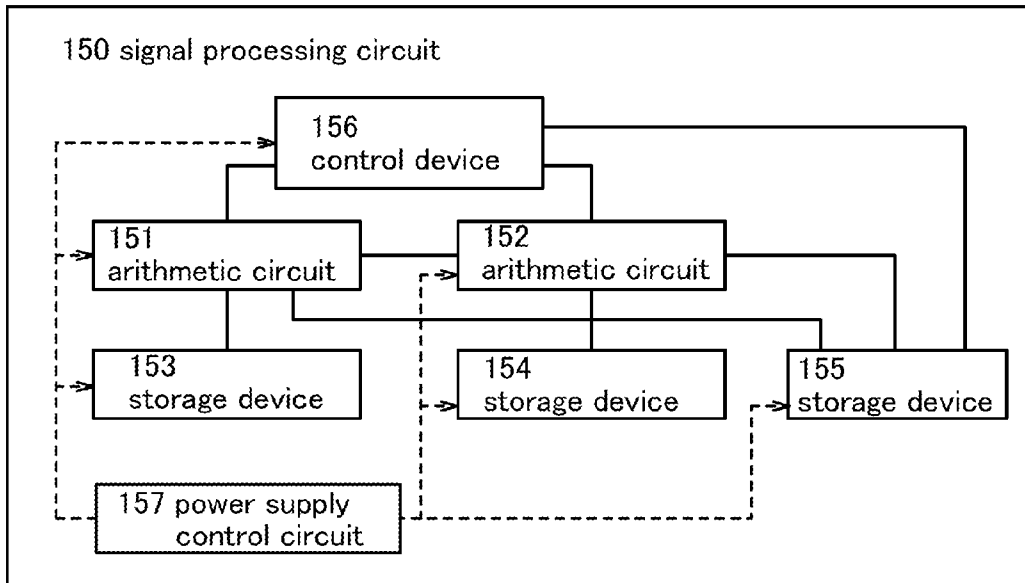 150 signal processing circuit
156
control device
151
arithmetic circuit
152
arithmetic circuit
153
storage device
154
storage device
155
storage device
157 power supply
control circuit